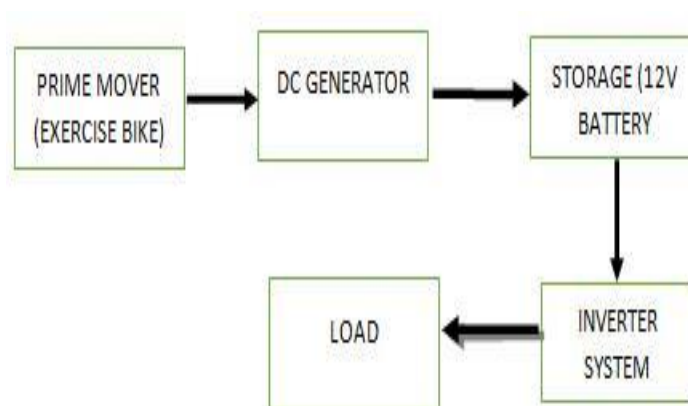 PRIME MOVER
(EXERCISE BIKE)
DC GENERATOR
STORAGE (12V
BATTERY
INVERTER
SYSTEM
LOAD